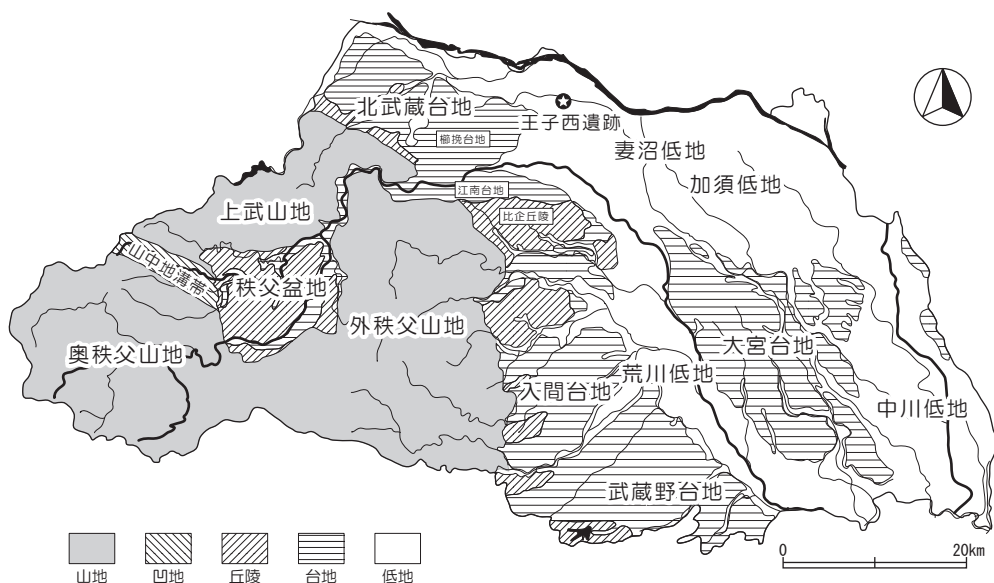 北武蔵台地
王子西遺跡
櫛挽台地
妻沼低地
加須低地
江南台地
上武山地
比企丘陵
山中地溝帯
秩父盆地
外秩父山地
大宮台地
奥秩父山地
荒川低地
入間台地
中川低地
武蔵野台地
山地
凹地
丘陵
台地
低地
0
20km